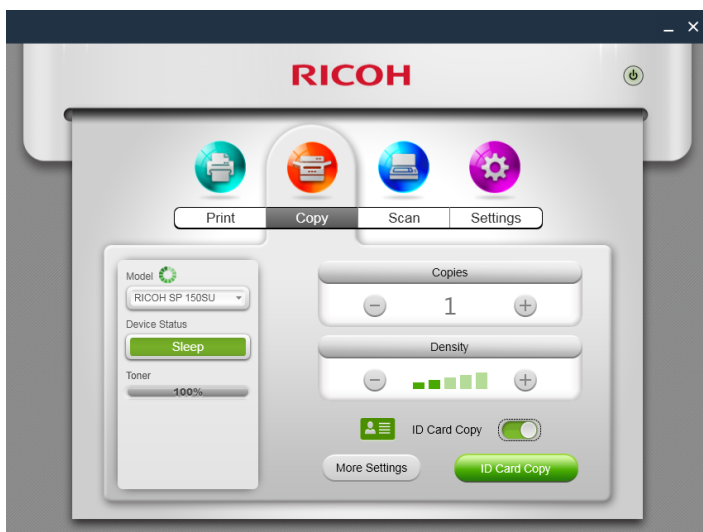 RICOH
Print
Copy
Scan
Settings
Model
RICOH SP 150SU
Device Status
Sleep
Toner
100%
Copies
1
Density
ID Card Copy
More Settings
ID Card Copy